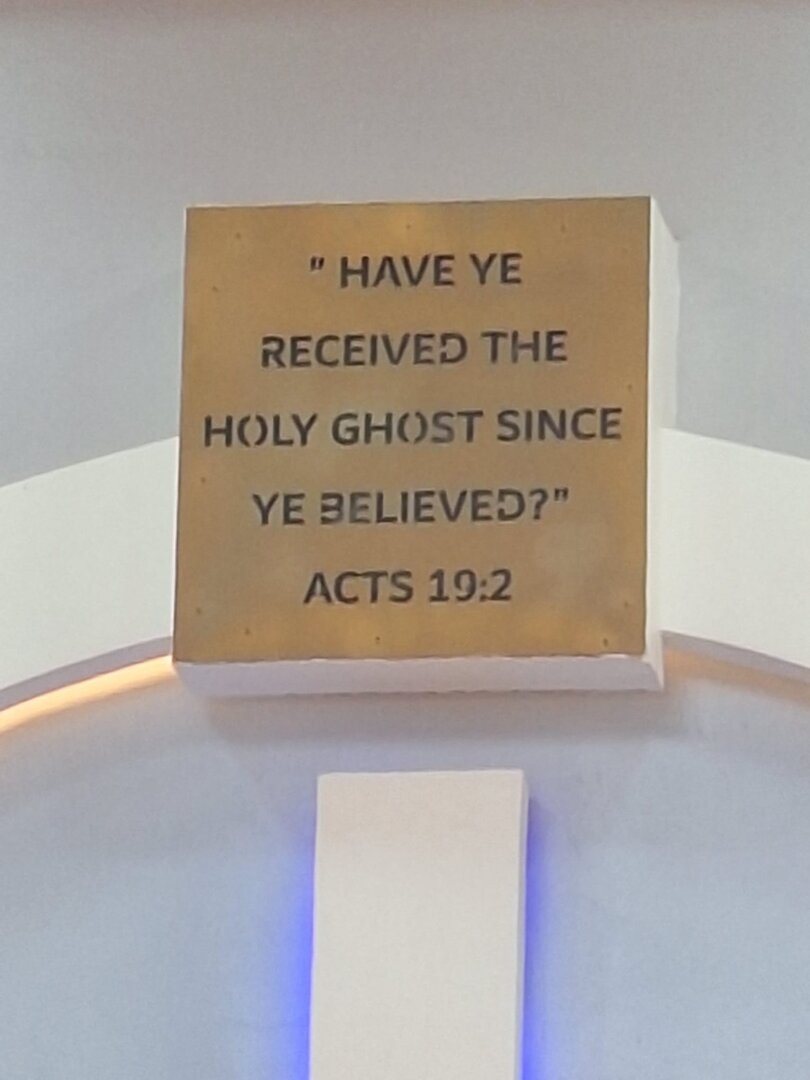 " HAVE YE
RECEIVED THE
HOLY GHOST SINCE
YE BELIEVED?"
ACTS 19:2